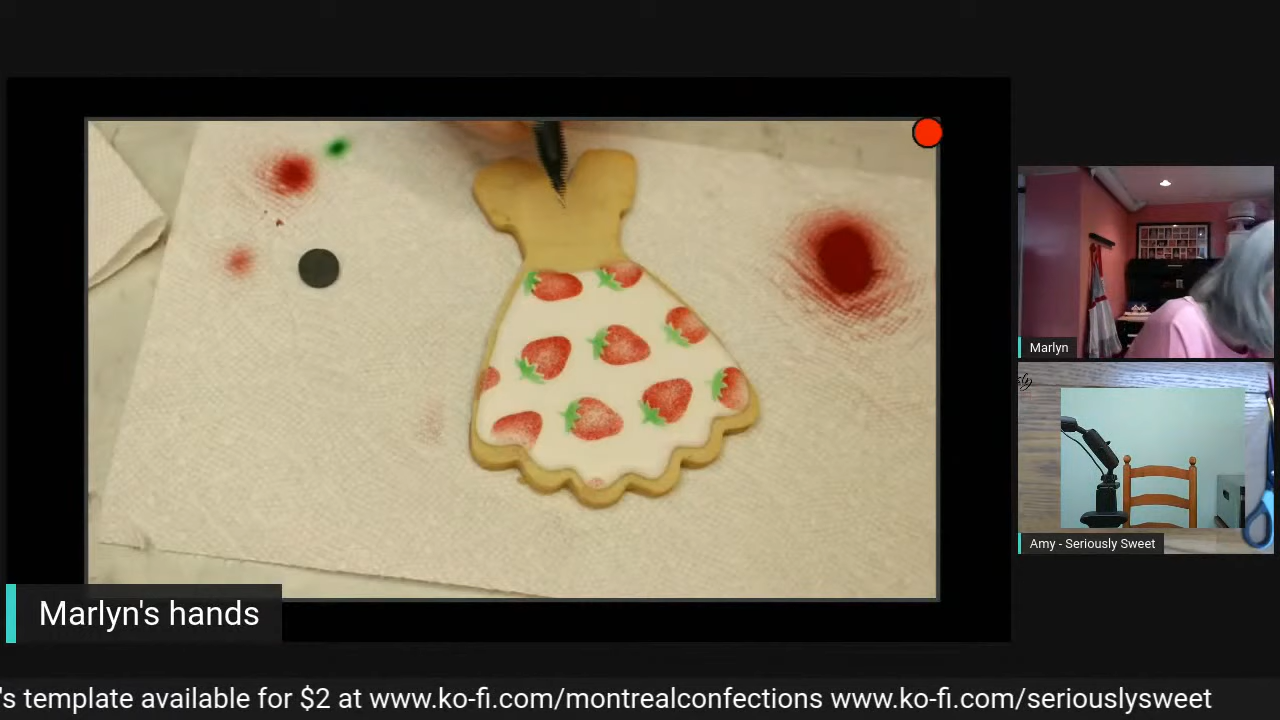 Marlyn
Amy - Seriously Sweet
Marlyn's hands
's template available for $2 at www.ko-fi.com/montrealconfections www.ko-fi.com/seriouslysweet